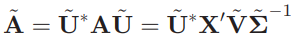 Ã = Ũ*AŨ = Ũ*X′ṼΣ̃⁻¹